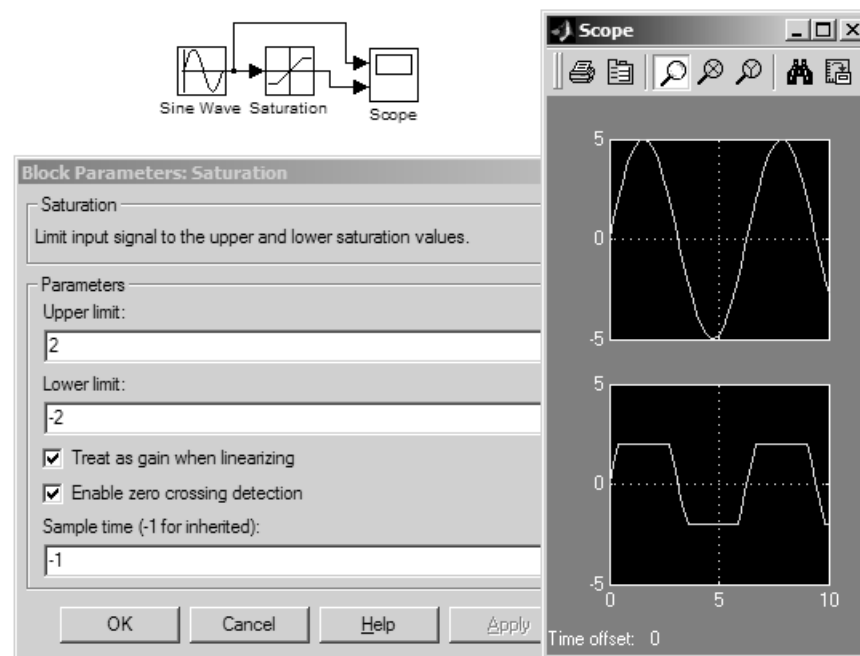 Sine Wave
Saturation
Scope
Block Parameters: Saturation
Saturation
Limit input signal to the upper and lower saturation values.
Parameters
Upper limit:
2
Lower limit:
-2
Treat as gain when linearizing
Enable zero crossing detection
Sample time (-1 for inherited):
-1
OK
Cancel
Help
Apply
Scope
5
0
-5
5
0
-5
0
5
10
Time offset: 0